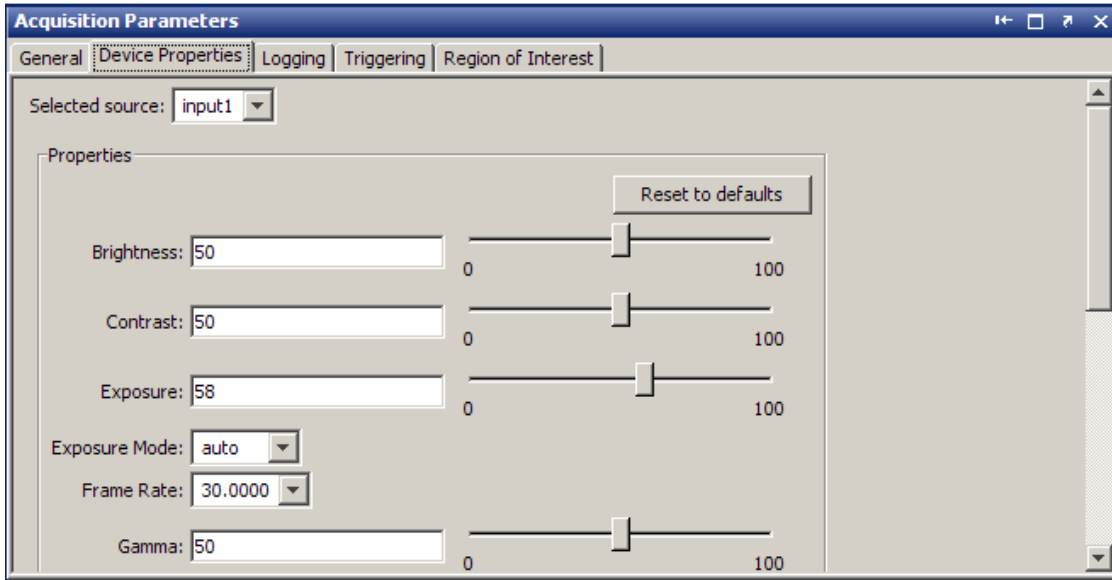 Acquisition Parameters
General Device Properties Logging Triggering Region of Interest
Selected source: input1
Properties
Reset to defaults
Brightness: 50
0 100
Contrast: 50
0 100
Exposure: 58
0 100
Exposure Mode: auto
Frame Rate: 30.0000
Gamma: 50
0 100